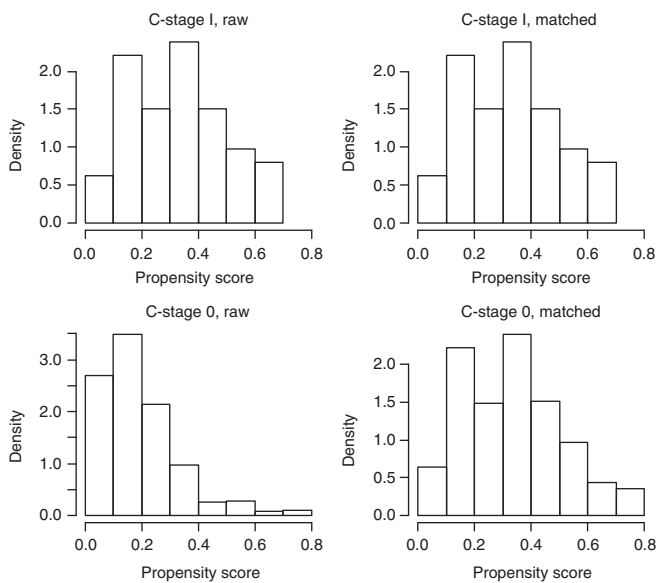 C-stage I, raw
C-stage I, matched
Density
2.0
1.5
1.0
0.5
0.0
0.0 0.2 0.4 0.6 0.8
Propensity score
Density
2.0
1.5
1.0
0.5
0.0
0.0 0.2 0.4 0.6 0.8
Propensity score
C-stage 0, raw
C-stage 0, matched
Density
3.0
2.0
1.0
0.0
0.0 0.2 0.4 0.6 0.8
Propensity score
Density
2.0
1.5
1.0
0.5
0.0
0.0 0.2 0.4 0.6 0.8
Propensity score